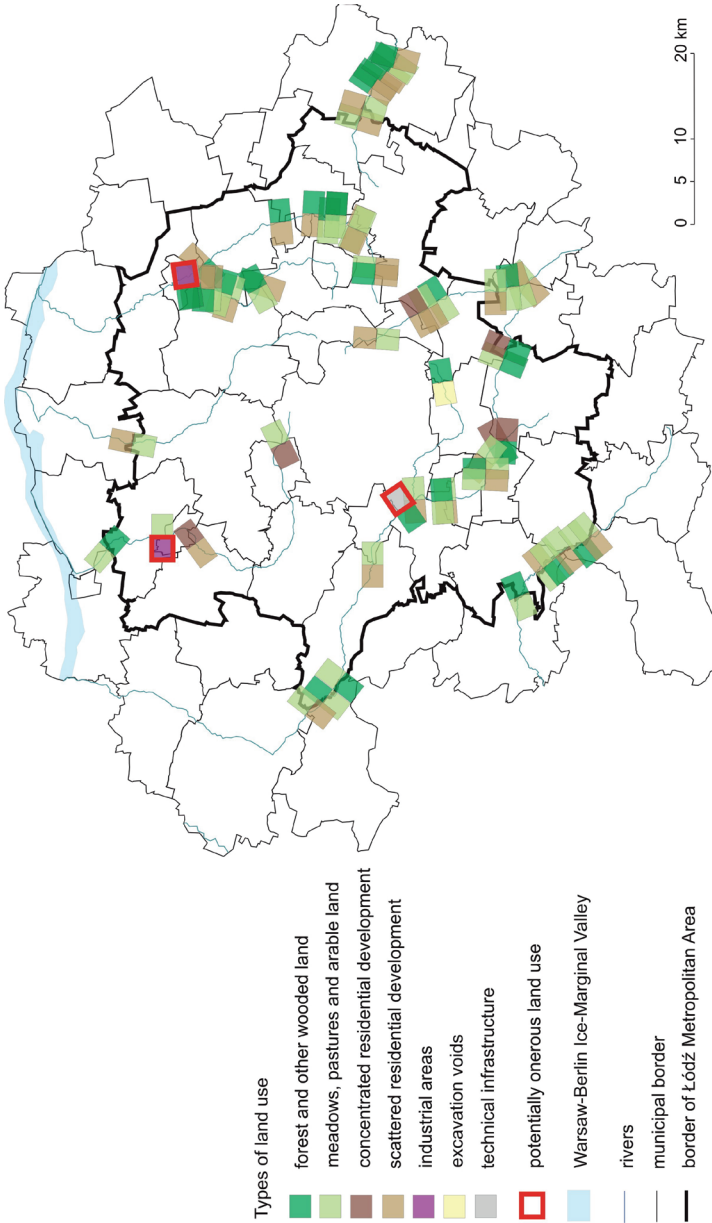 Types of land use
forest and other wooded land
meadows, pastures and arable land
concentrated residential development
scattered residential development
industrial areas
excavation voids
technical infrastructure
potentially onerous land use
Warsaw-Berlin Ice-Marginal Valley
rivers
municipal border
border of Łódź Metropolitan Area
0 5 10 20 km